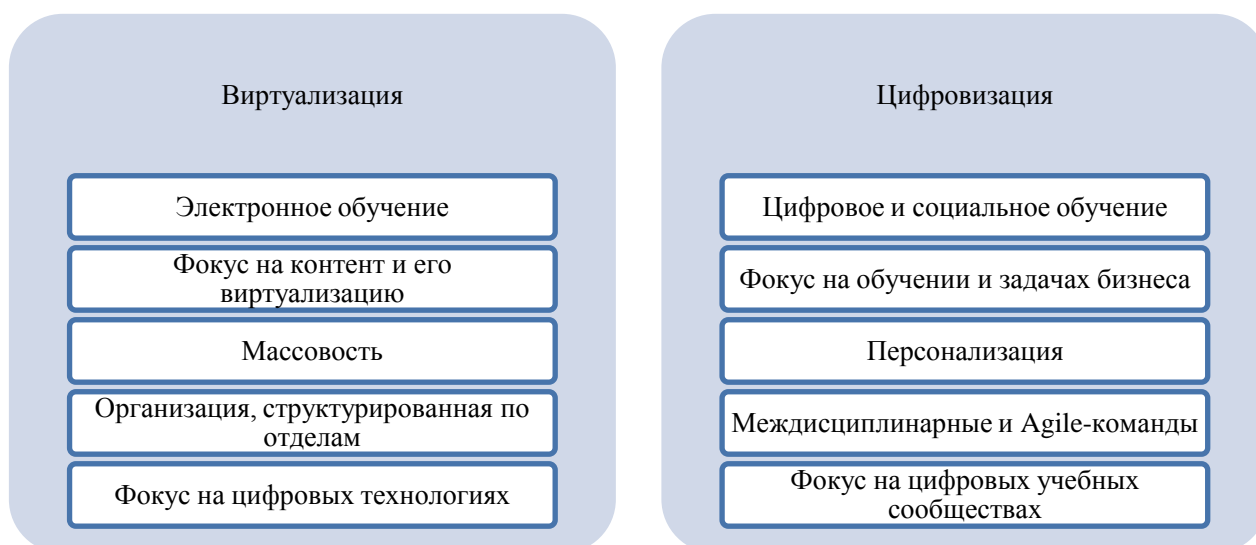 Виртуализация
Электронное обучение
Фокус на контент и его
виртуализацию
Массовость
Организация, структурированная по
отделам
Фокус на цифровых технологиях
Цифровизация
Цифровое и социальное обучение
Фокус на обучении и задачах бизнеса
Персонализация
Междисциплинарные и Agile-команды
Фокус на цифровых учебных
сообществах